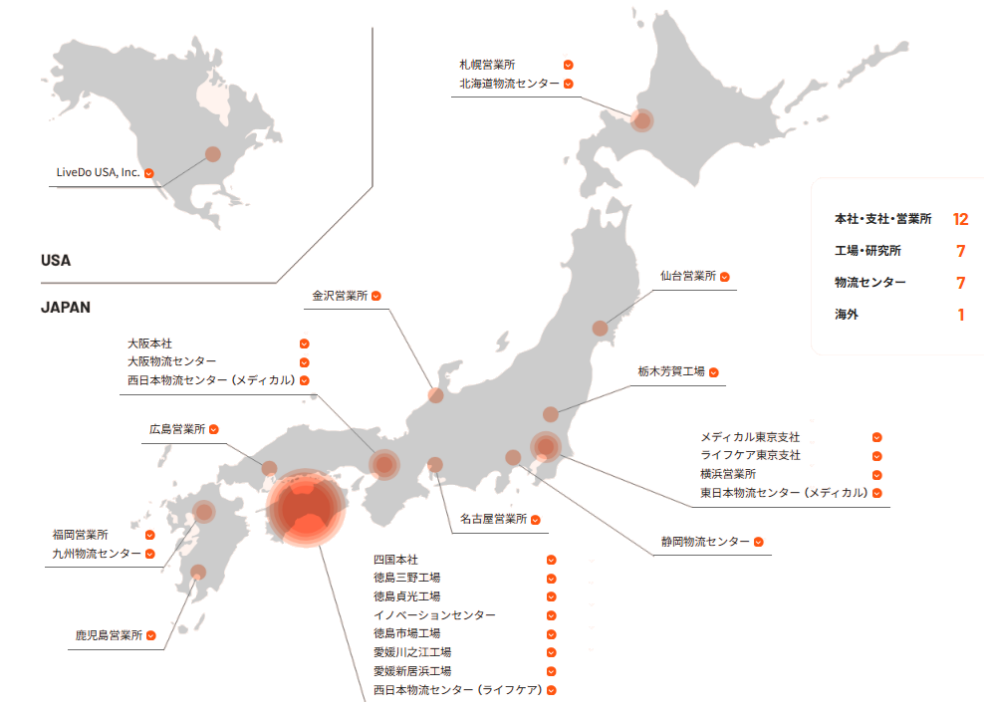 札幌営業所
北海道物流センター
LiveDo USA, Inc.
本社・支社・営業所 12
工場・研究所 7
物流センター 7
海外 1
USA
JAPAN
仙台営業所
金沢営業所
大阪本社
大阪物流センター
西日本物流センター（メディカル）
栃木芳賀工場
広島営業所
メディカル東京支社
ライフケア東京支社
横浜営業所
東日本物流センター（メディカル）
名古屋営業所
福岡営業所
九州物流センター
静岡物流センター
四国本社
徳島三野工場
徳島貞光工場
イノベーションセンター
徳島市場工場
愛媛川之江工場
愛媛新居浜工場
西日本物流センター（ライフケア）
鹿児島営業所